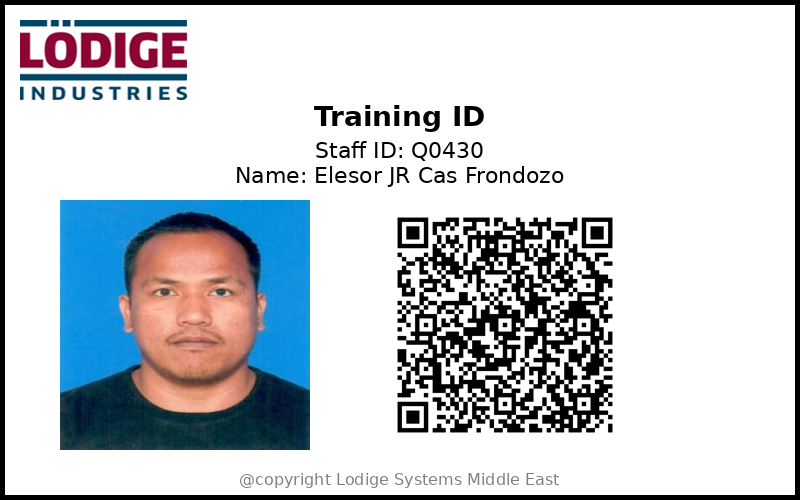 LÖDIGE
INDUSTRIES
Training ID
Staff ID: Q0430
Name: Elesor JR Cas Frondozo
@copyright Lodige Systems Middle East